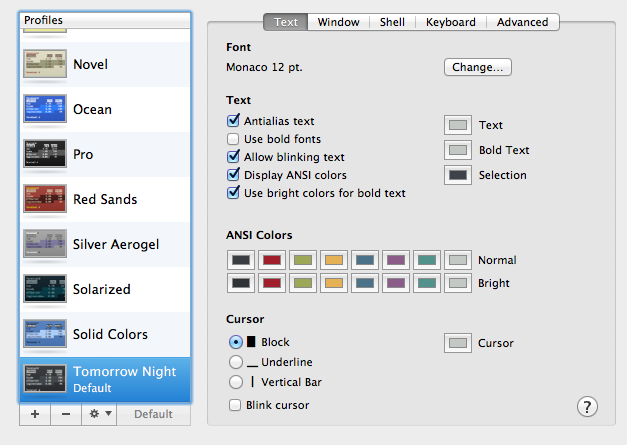 Profiles
Novel
Ocean
Pro
Red Sands
Silver Aerogel
Solarized
Solid Colors
Tomorrow Night
Default
+ − Default
Text Window Shell Keyboard Advanced
Font
Monaco 12 pt. Change...
Text
Antialias text
Use bold fonts
Allow blinking text
Display ANSI colors
Use bright colors for bold text
Text
Bold Text
Selection
ANSI Colors
Normal
Bright
Cursor
Block
Underline
Vertical Bar
Blink cursor
Cursor
?